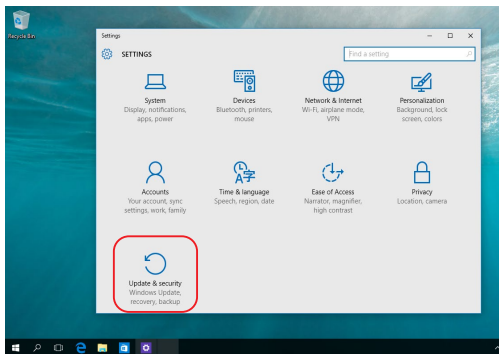 Recycle Bin
Settings
SETTINGS
Find a setting
System
Display, notifications,
apps, power
Devices
Bluetooth, printers,
mouse
Network & Internet
Wi-Fi, airplane mode,
VPN
Personalization
Background, lock
screen, colors
Accounts
Your account, sync
settings, work, family
Time & language
Speech, region, date
Ease of Access
Narrator, magnifier,
high contrast
Privacy
Location, camera
Update & security
Windows Update,
recovery, backup